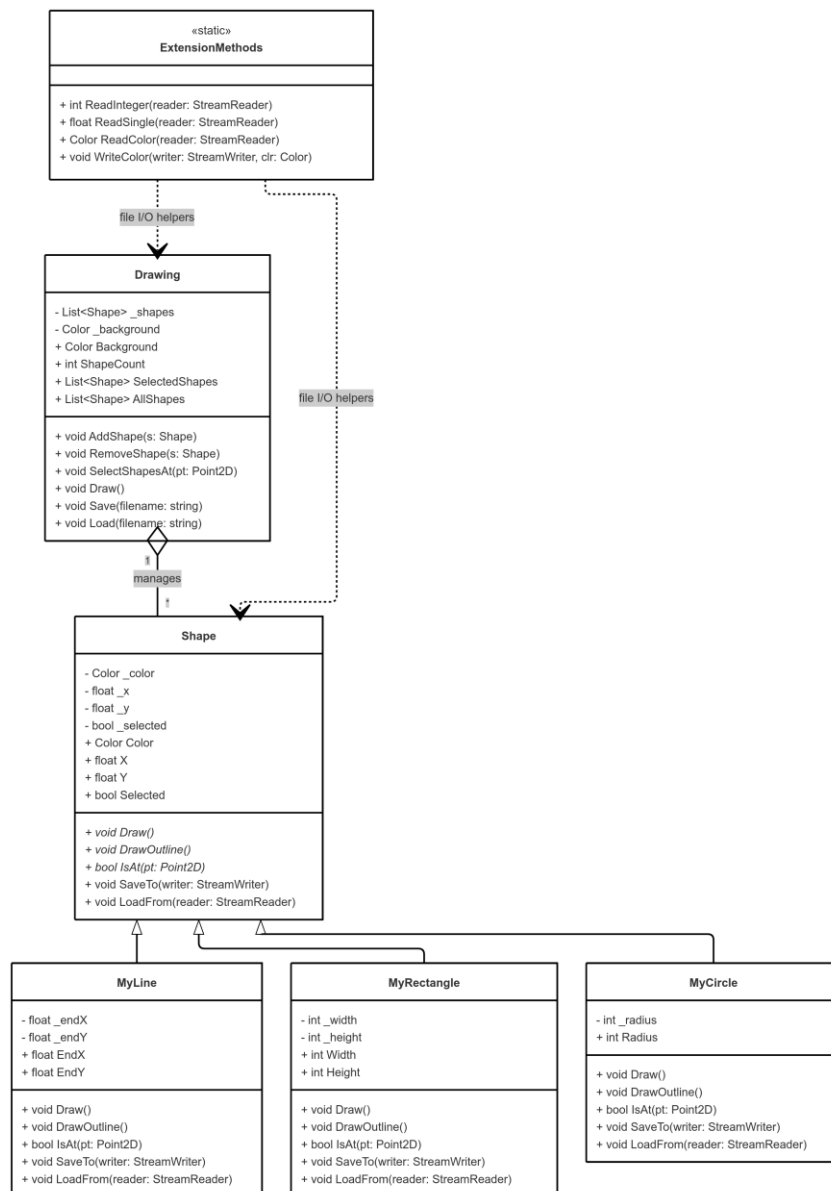 «static»
ExtensionMethods
+ int ReadInteger(reader: StreamReader)
+ float ReadSingle(reader: StreamReader)
+ Color ReadColor(reader: StreamReader)
+ void WriteColor(writer: StreamWriter, clr: Color)
file I/O helpers
Drawing
- List<Shape> _shapes
- Color _background
+ Color Background
+ int ShapeCount
+ List<Shape> SelectedShapes
+ List<Shape> AllShapes
file I/O helpers
+ void AddShape(s: Shape)
+ void RemoveShape(s: Shape)
+ void SelectShapesAt(pt: Point2D)
+ void Draw()
+ void Save(filename: string)
+ void Load(filename: string)
1
manages
*
Shape
- Color _color
- float _x
- float _y
- bool _selected
+ Color Color
+ float X
+ float Y
+ bool Selected
+ void Draw()
+ void DrawOutline()
+ bool IsAt(pt: Point2D)
+ void SaveTo(writer: StreamWriter)
+ void LoadFrom(reader: StreamReader)
MyLine
- float _endX
- float _endY
+ float EndX
+ float EndY
+ void Draw()
+ void DrawOutline()
+ bool IsAt(pt: Point2D)
+ void SaveTo(writer: StreamWriter)
+ void LoadFrom(reader: StreamReader)
MyRectangle
- int _width
- int _height
+ int Width
+ int Height
+ void Draw()
+ void DrawOutline()
+ bool IsAt(pt: Point2D)
+ void SaveTo(writer: StreamWriter)
+ void LoadFrom(reader: StreamReader)
MyCircle
- int _radius
+ int Radius
+ void Draw()
+ void DrawOutline()
+ bool IsAt(pt: Point2D)
+ void SaveTo(writer: StreamWriter)
+ void LoadFrom(reader: StreamReader)